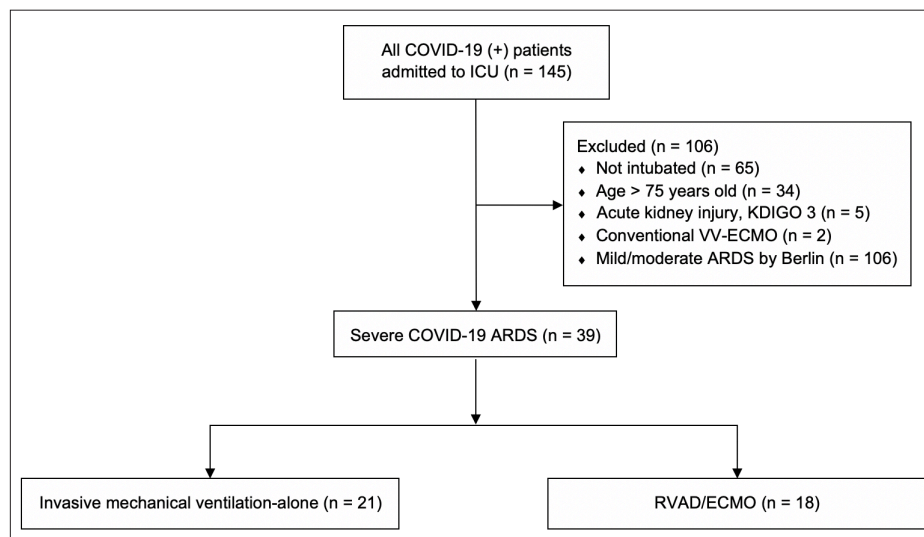 All COVID-19 (+) patients
admitted to ICU (n = 145)
Excluded (n = 106)
♦ Not intubated (n = 65)
♦ Age > 75 years old (n = 34)
♦ Acute kidney injury, KDIGO 3 (n = 5)
♦ Conventional VV-ECMO (n = 2)
♦ Mild/moderate ARDS by Berlin (n = 106)
Severe COVID-19 ARDS (n = 39)
Invasive mechanical ventilation-alone (n = 21)
RVAD/ECMO (n = 18)